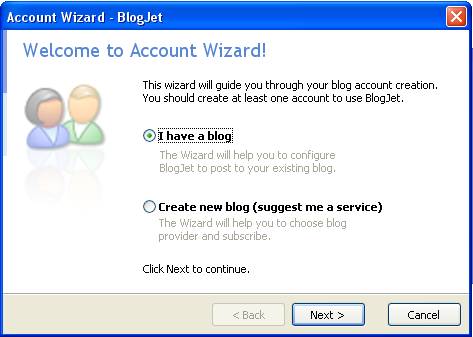 Account Wizard - BlogJet
Welcome to Account Wizard!
This wizard will guide you through your blog account creation.
You should create at least one account to use BlogJet.
I have a blog
The Wizard will help you to configure
BlogJet to post to your existing blog.
Create new blog (suggest me a service)
The Wizard will help you to choose blog
provider and subscribe.
Click Next to continue.
< Back Next > Cancel